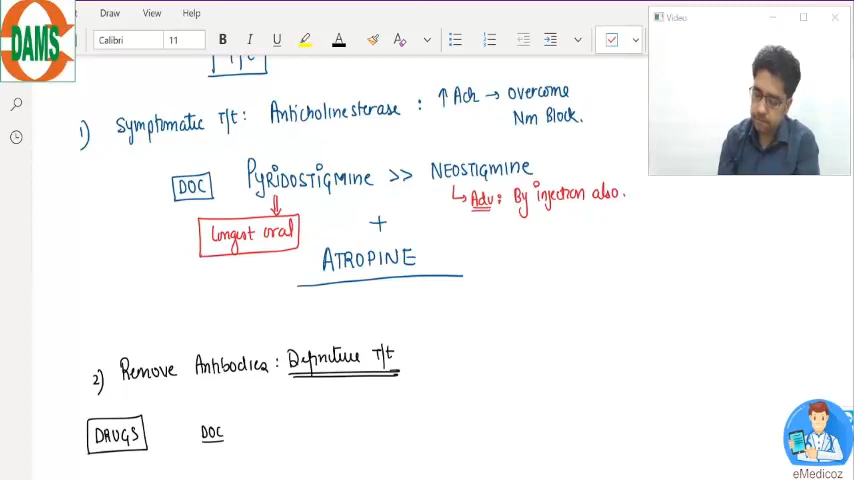 Draw View Help
Video
DAMS
Calibri 11 B I U A
T/t
1) Symptomatic T/t : Anticholinesterase : ↑ Ach → Overcome
Nm Block.
DOC PYRIDOSTIGMINE >> NEOSTIGMINE
↳ Adv : By injection also.
⇓
Longest oral
+
ATROPINE
2) Remove Antibodies : Definitive T/t
DRUGS DOC
eMedicoz